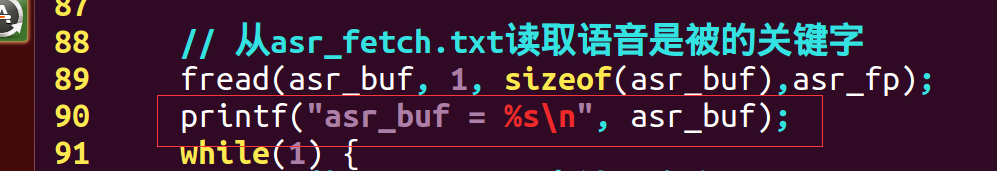 87
88 // 从asr_fetch.txt读取语音是被的关键字
89 fread(asr_buf, 1, sizeof(asr_buf),asr_fp);
90 printf("asr_buf = %s\n", asr_buf);
91 while(1) {